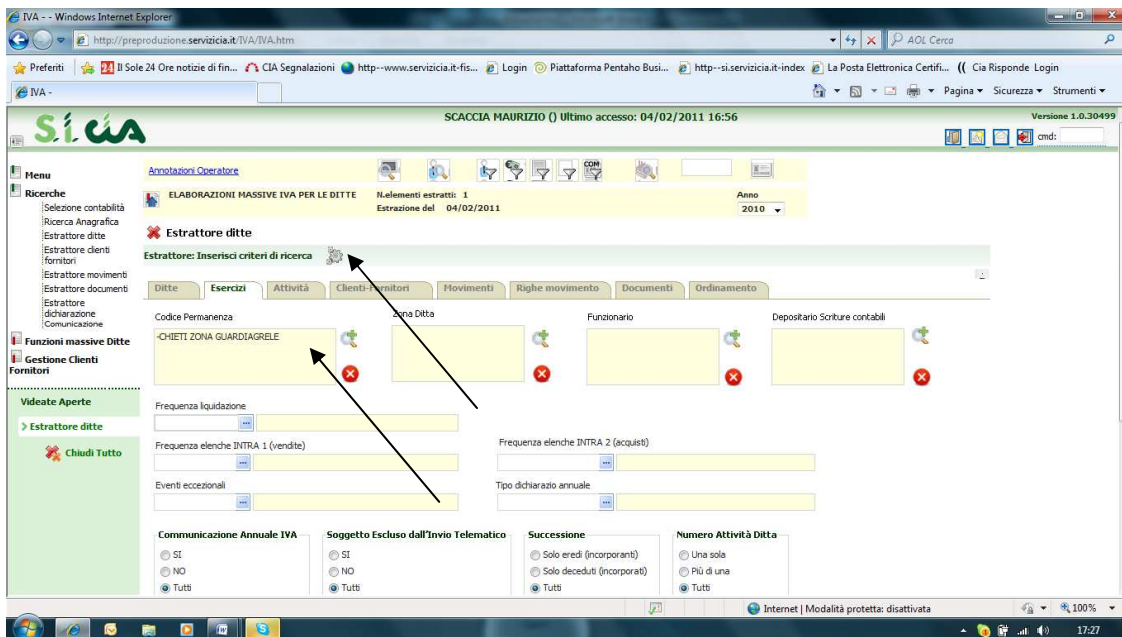 IVA - - Windows Internet Explorer
http://preproduzione.servizicia.it/IVA/IVA.htm
AOL Cerca
Preferiti
24 Il Sole 24 Ore notizie di fin...
CIA Segnalazioni
http--www.servizicia.it-fis...
Login
Piattaforma Pentaho Busi...
http--si.servizicia.it-index
La Posta Elettronica Certifi...
Cia Risponde Login
IVA -
Pagina
Sicurezza
Strumenti
s.í.cia
SCACCIA MAURIZIO () Ultimo accesso: 04/02/2011 16:56
Versione 1.0.30499
cmd:
Menu
Ricerche
Selezione contabilità
Ricerca Anagrafica
Estrattore ditte
Estrattore clienti
fornitori
Estrattore movimenti
Estrattore documenti
Estrattore
dichiarazione
Comunicazione
Funzioni massive Ditte
Gestione Clienti
Fornitori
Videate Aperte
> Estrattore ditte
Chiudi Tutto
Annotazioni Operatore
COM
ELABORAZIONI MASSIVE IVA PER LE DITTE
N.elementi estratti: 1
Estrazione del 04/02/2011
Anno
2010
Estrattore ditte
Estrattore: Inserisci criteri di ricerca
Ditte
Esercizi
Attività
Clienti-Fornitori
Movimenti
Righe movimento
Documenti
Ordinamento
Codice Permanenza
Zona Ditta
Funzionario
Depositario Scriture contabili
-CHIETI ZONA GUARDIAGRELE
Frequenza liquidazione
Frequenza elenche INTRA 1 (vendite)
Frequenza elenche INTRA 2 (acquisti)
Eventi eccezionali
Tipo dichiarazio annuale
Communicazione Annuale IVA
SI
NO
Tutti
Soggetto Escluso dall'Invio Telematico
SI
NO
Tutti
Successione
Solo eredi (incorporanti)
Solo deceduti (incorporati)
Tutti
Numero Attività Ditta
Una sola
Più di una
Tutti
Internet | Modalità protetta: disattivata
100%
17:27